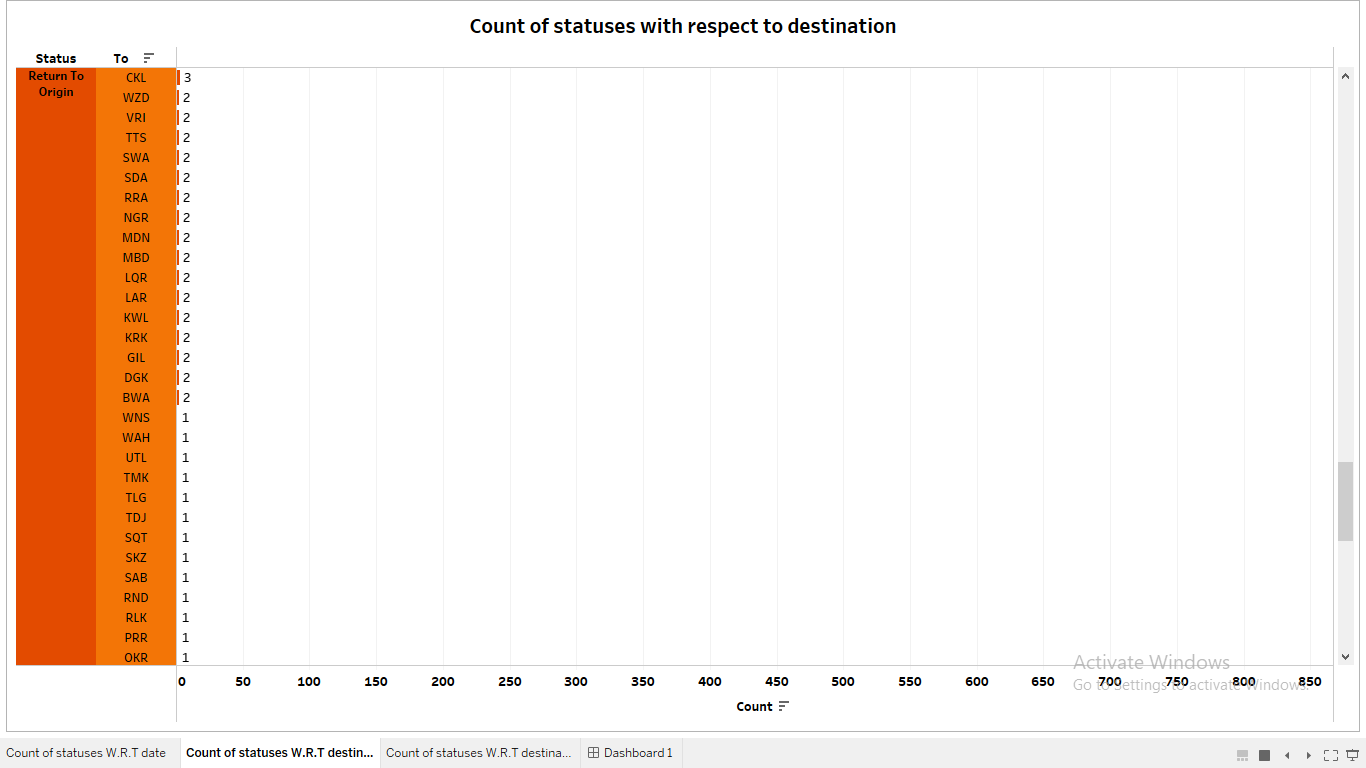 Count of statuses with respect to destination
Status To
Return To
Origin
CKL 3
WZD 2
VRI 2
TTS 2
SWA 2
SDA 2
RRA 2
NGR 2
MDN 2
MBD 2
LQR 2
LAR 2
KWL 2
KRK 2
GIL 2
DGK 2
BWA 2
WNS 1
WAH 1
UTL 1
TMK 1
TLG 1
TDJ 1
SQT 1
SKZ 1
SAB 1
RND 1
RLK 1
PRR 1
OKR 1
0 50 100 150 200 250 300 350 400 450 500 550 600 650 700 750 800 850
Count
Activate Windows
Go to Settings to activate Windows.
Count of statuses W.R.T date Count of statuses W.R.T destin... Count of statuses W.R.T destina... Dashboard 1